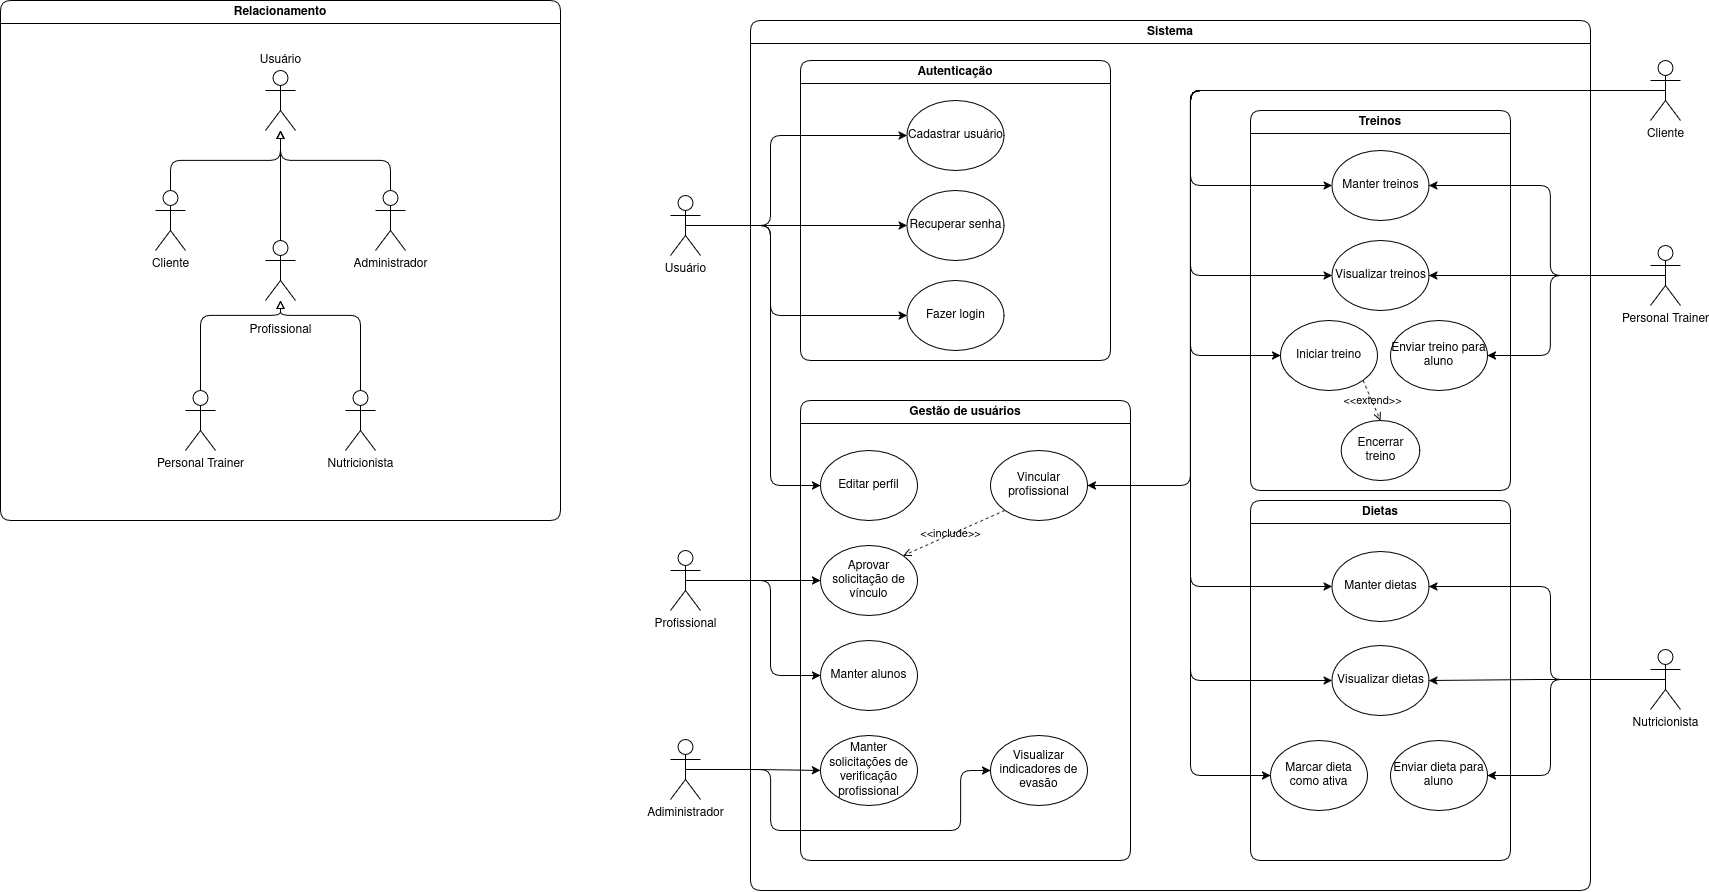 Relacionamento
Usuário
Cliente
Administrador
Profissional
Personal Trainer
Nutricionista
Sistema
Autenticação
Cadastrar usuário
Recuperar senha
Fazer login
Usuário
Gestão de usuários
Editar perfil
Vincular
profissional
<<include>>
Aprovar
solicitação de
vínculo
Manter alunos
Manter
solicitações de
verificação
profissional
Visualizar
indicadores de
evasão
Profissional
Adiministrador
Treinos
Manter treinos
Visualizar treinos
Iniciar treino
Enviar treino para
aluno
<<extend>>
Encerrar
treino
Dietas
Manter dietas
Visualizar dietas
Marcar dieta
como ativa
Enviar dieta para
aluno
Cliente
Personal Trainer
Nutricionista